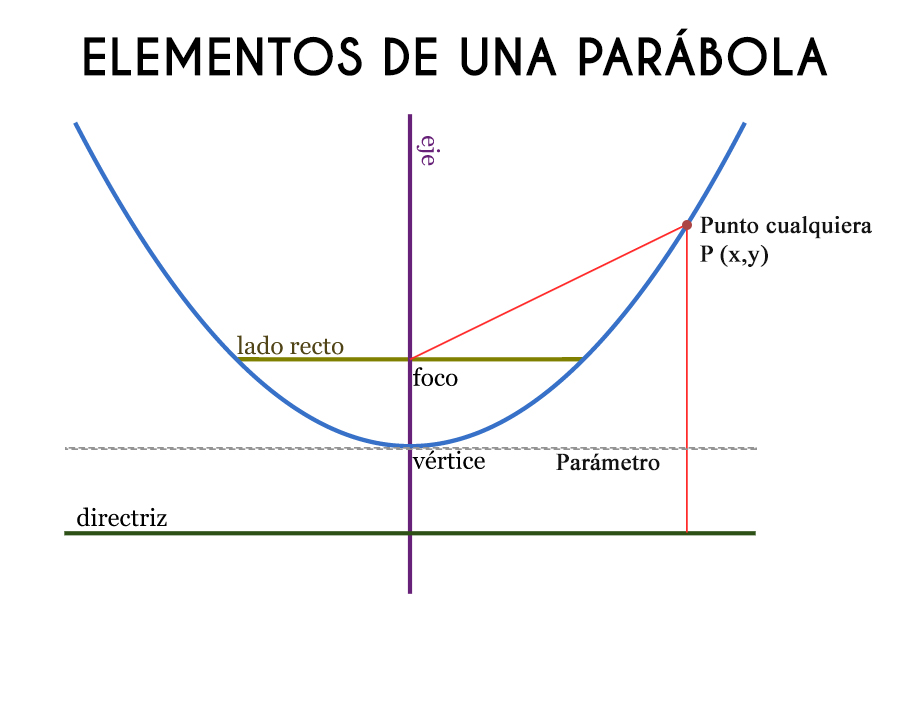 ELEMENTOS DE UNA PARÁBOLA
eje
Punto cualquiera
P (x,y)
lado recto
foco
vértice
Parámetro
directriz